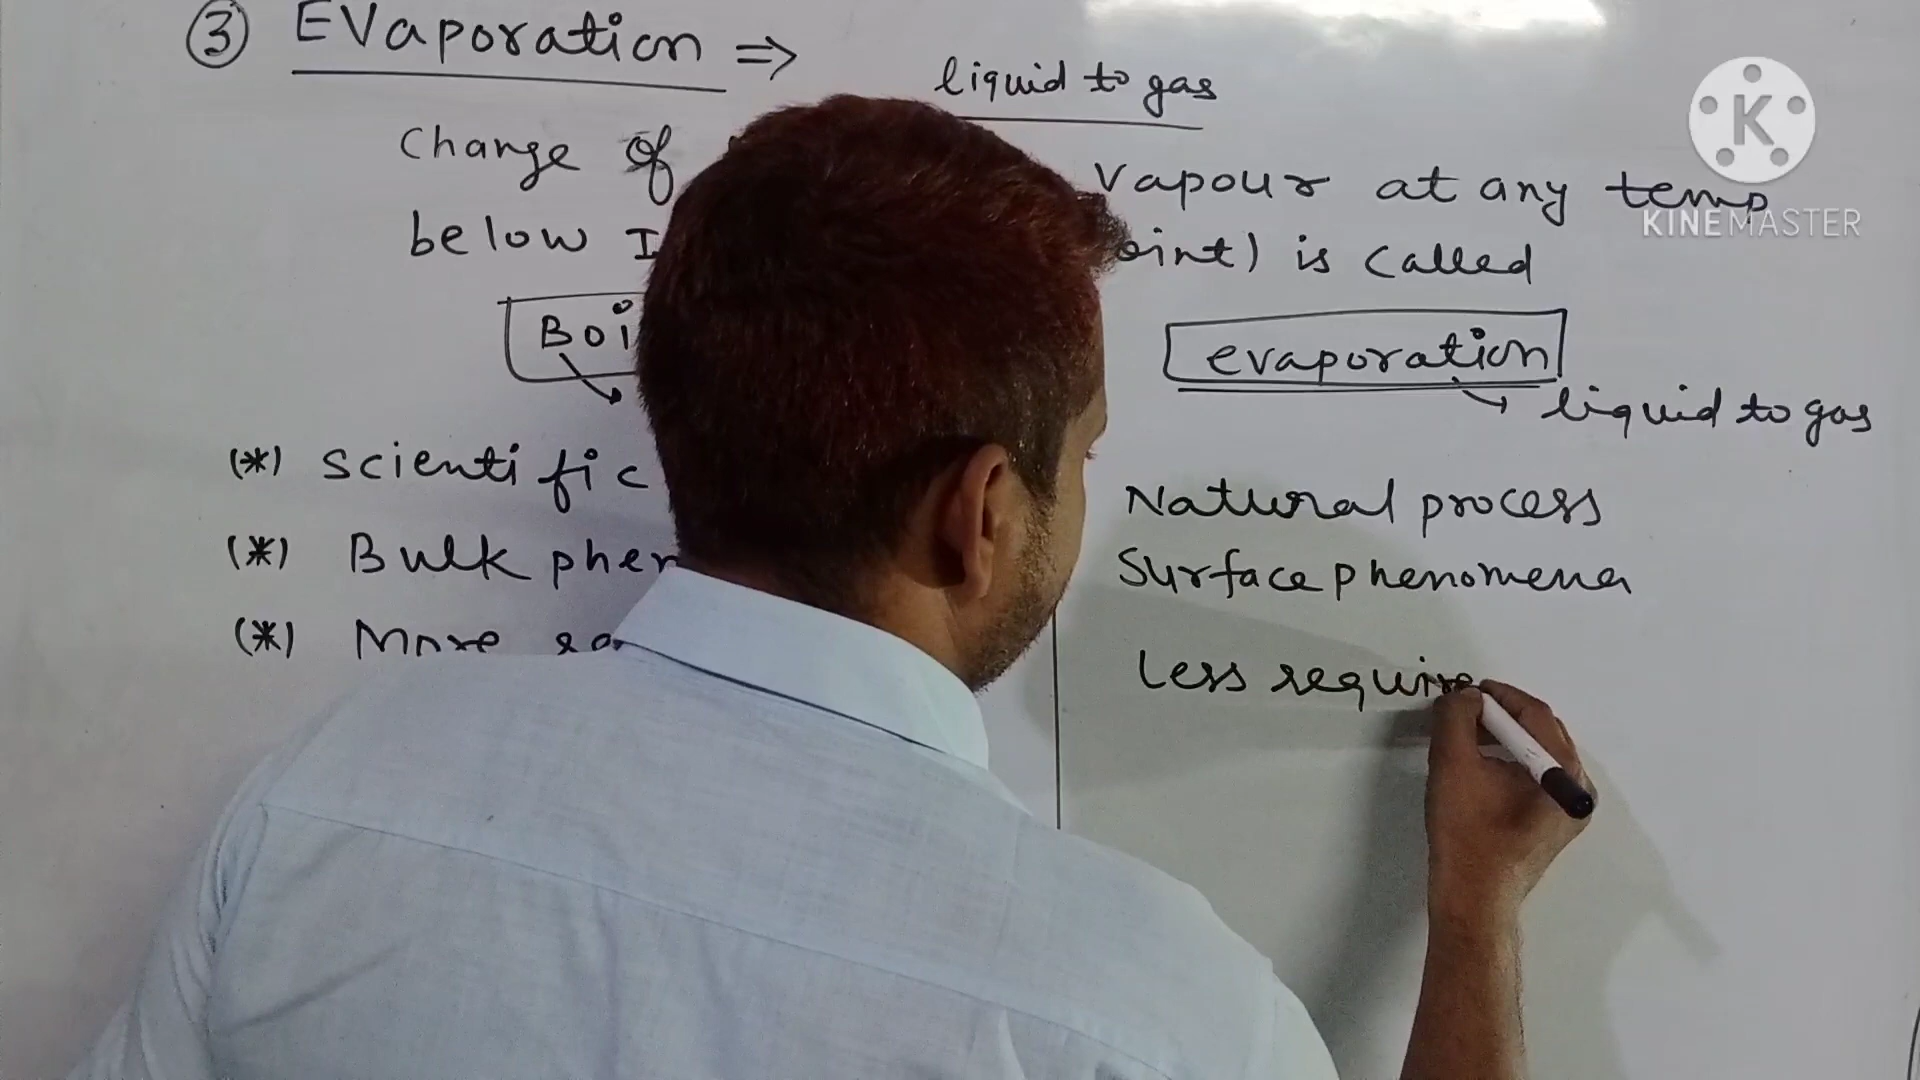 ③ EVaporation ⇒
liquid to gas
Change of
Vapour at any temp
below
oint) is called
Boi
evaporation
→ liquid to gas
(*) Scientific
Natural process
(*) Bulk phen
Surface phenomena
(*) More
Less require
K
KINEMASTER